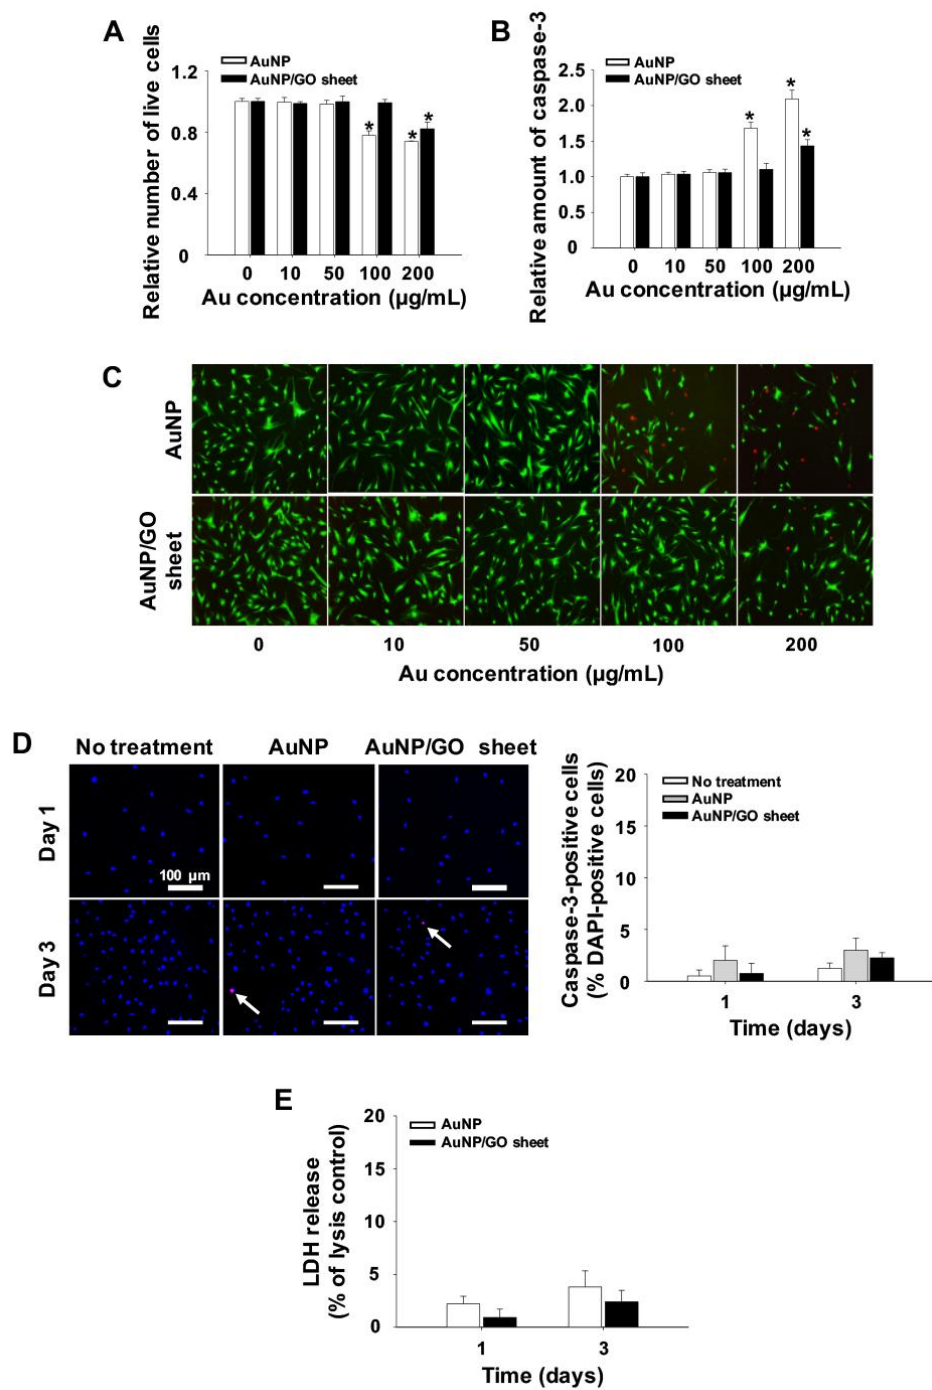 A
Relative number of live cells
AuNP
AuNP/GO sheet
1.2
0.8
0.4
0
* * *
0 10 50 100 200
Au concentration (µg/mL)
B
Relative amount of caspase-3
AuNP
AuNP/GO sheet
2.5
2.0
1.5
1.0
0.5
0
* * *
0 10 50 100 200
Au concentration (µg/mL)
C
AuNP
AuNP/GO
sheet
0 10 50 100 200
Au concentration (µg/mL)
D
No treatment AuNP AuNP/GO sheet
Day 1
100 µm
Day 3
Caspase-3-positive cells
(% DAPI-positive cells)
No treatment
AuNP
AuNP/GO sheet
20
15
10
5
0
1 3
Time (days)
E
LDH release
(% of lysis control)
AuNP
AuNP/GO sheet
20
15
10
5
0
1 3
Time (days)